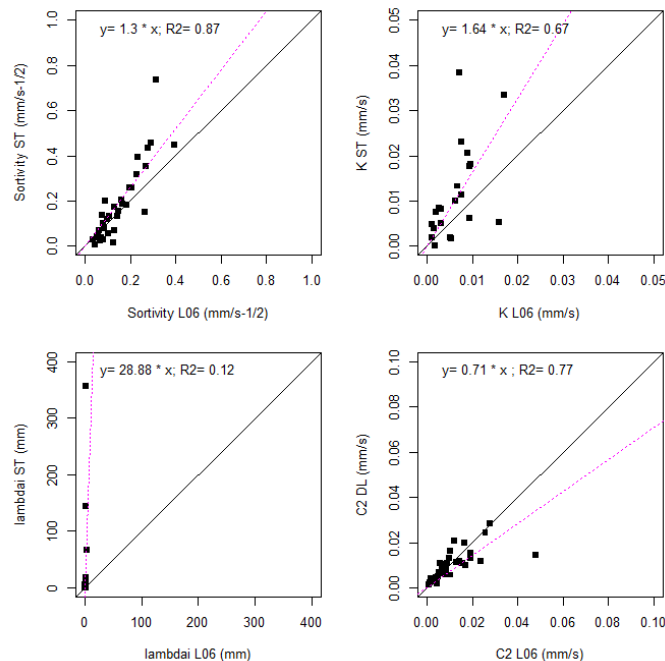 y= 1.3 * x; R2= 0.87
Sortivity ST (mm/s-1/2)
0.0 0.2 0.4 0.6 0.8 1.0
0.0 0.2 0.4 0.6 0.8 1.0
Sortivity L06 (mm/s-1/2)
y= 1.64 * x; R2= 0.67
K ST (mm/s)
0.00 0.01 0.02 0.03 0.04 0.05
0.00 0.01 0.02 0.03 0.04 0.05
K L06 (mm/s)
y= 28.88 * x; R2= 0.12
lambdai ST (mm)
0 100 200 300 400
0 100 200 300 400
lambdai L06 (mm)
y= 0.71 * x ; R2= 0.77
C2 DL (mm/s)
0.00 0.02 0.04 0.06 0.08 0.10
0.00 0.02 0.04 0.06 0.08 0.10
C2 L06 (mm/s)